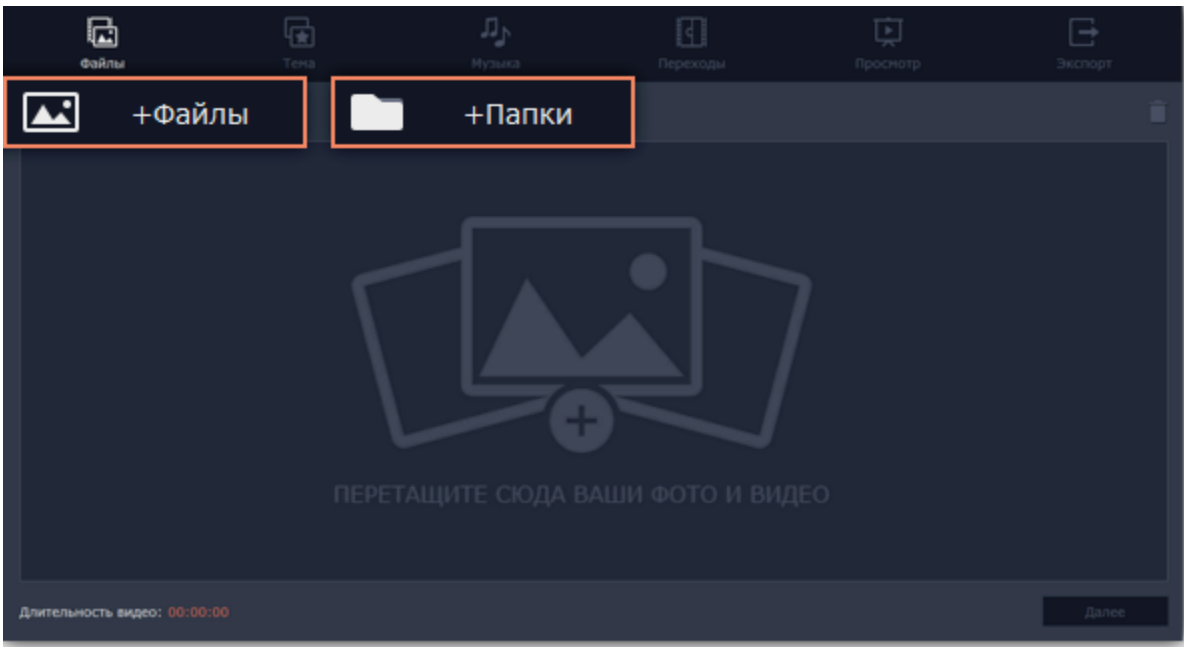 Файлы Тема Музыка Переходы Просмотр Экспорт
+Файлы +Папки
ПЕРЕТАЩИТЕ СЮДА ВАШИ ФОТО И ВИДЕО
Длительность видео: 00:00:00 Далее